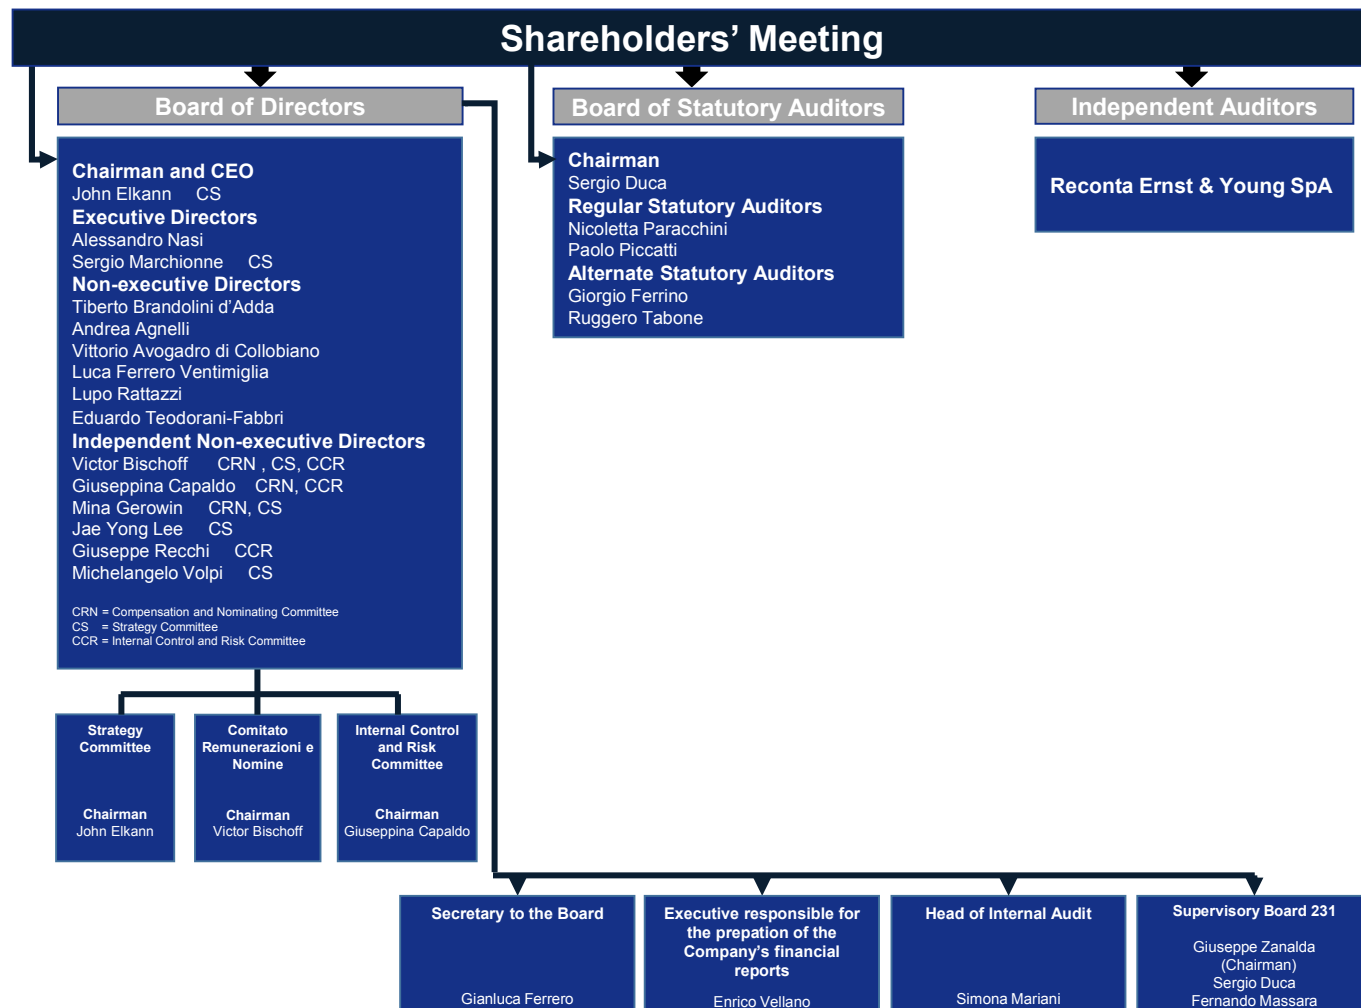 Shareholders' Meeting
Board of Directors
Chairman and CEO
John Elkann CS
Executive Directors
Alessandro Nasi
Sergio Marchionne CS
Non-executive Directors
Tiberto Brandolini d'Adda
Andrea Agnelli
Vittorio Avogadro di Collobiano
Luca Ferrero Ventimiglia
Lupo Rattazzi
Eduardo Teodorani-Fabbri
Independent Non-executive Directors
Victor Bischoff CRN , CS, CCR
Giuseppina Capaldo CRN, CCR
Mina Gerowin CRN, CS
Jae Yong Lee CS
Giuseppe Recchi CCR
Michelangelo Volpi CS
CRN = Compensation and Nominating Committee
CS = Strategy Committee
CCR = Internal Control and Risk Committee
Board of Statutory Auditors
Chairman
Sergio Duca
Regular Statutory Auditors
Nicoletta Paracchini
Paolo Piccatti
Alternate Statutory Auditors
Giorgio Ferrino
Ruggero Tabone
Independent Auditors
Reconta Ernst & Young SpA
Strategy
Committee
Chairman
John Elkann
Comitato
Remunerazioni e
Nomine
Chairman
Victor Bischoff
Internal Control
and Risk
Committee
Chairman
Giuseppina Capaldo
Secretary to the Board
Gianluca Ferrero
Executive responsible for
the prepation of the
Company's financial
reports
Enrico Vellano
Head of Internal Audit
Simona Mariani
Supervisory Board 231
Giuseppe Zanalda
(Chairman)
Sergio Duca
Fernando Massara